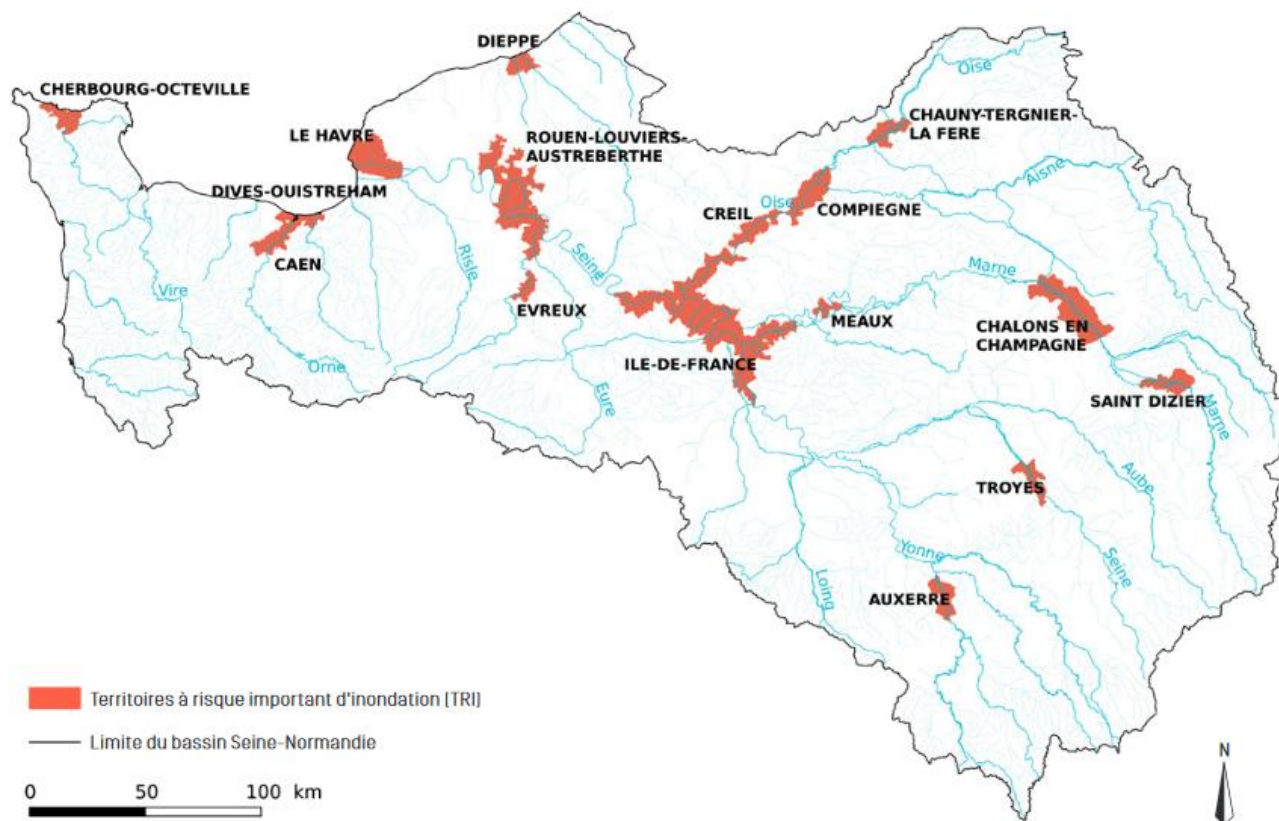 DIEPPE
Oise
CHERBOURG-OCTEVILLE
CHAUNY-TERGNIER-
LA FERE
LE HAVRE
ROUEN-LOUVIERS-
AUSTREBERTHE
Aisne
DIVES-OUISTREHAM
Oise
COMPIEGNE
CREIL
CAEN
Risle
Seine
Marne
Vire
EVREUX
MEAUX
CHALONS EN
CHAMPAGNE
Orne
ILE-DE-FRANCE
Eure
SAINT DIZIER
Marne
Aube
TROYES
Yonne
Seine
Loing
AUXERRE
Territoires à risque important d'inondation (TRI)
Limite du bassin Seine-Normandie
N
0 50 100 km